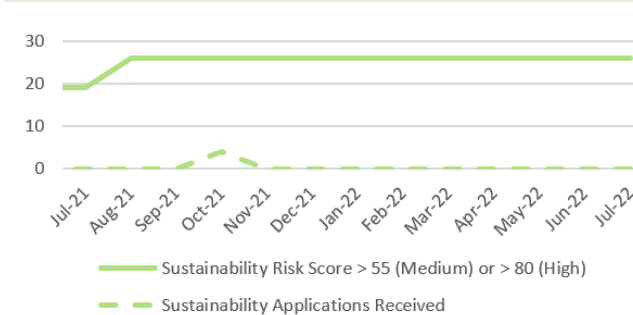 30
20
10
0
Jul-21 Aug-21 Sep-21 Oct-21 Nov-21 Dec-21 Jan-22 Feb-22 Mar-22 Apr-22 May-22 Jun-22 Jul-22
Sustainability Risk Score > 55 (Medium) or > 80 (High)
Sustainability Applications Received